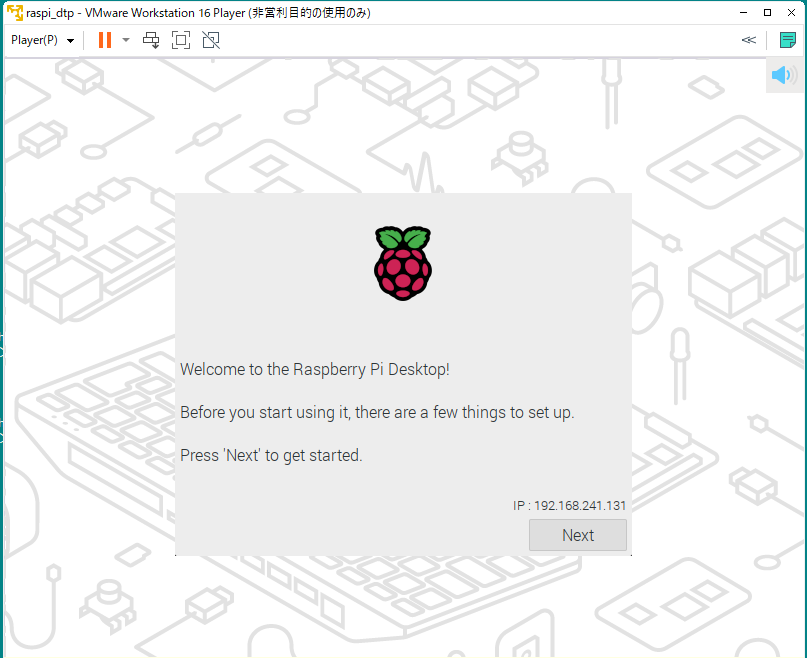 raspi_dtp - VMware Workstation 16 Player (非営利目的の使用のみ)
Player(P)
Welcome to the Raspberry Pi Desktop!
Before you start using it, there are a few things to set up.
Press 'Next' to get started.
IP : 192.168.241.131
Next